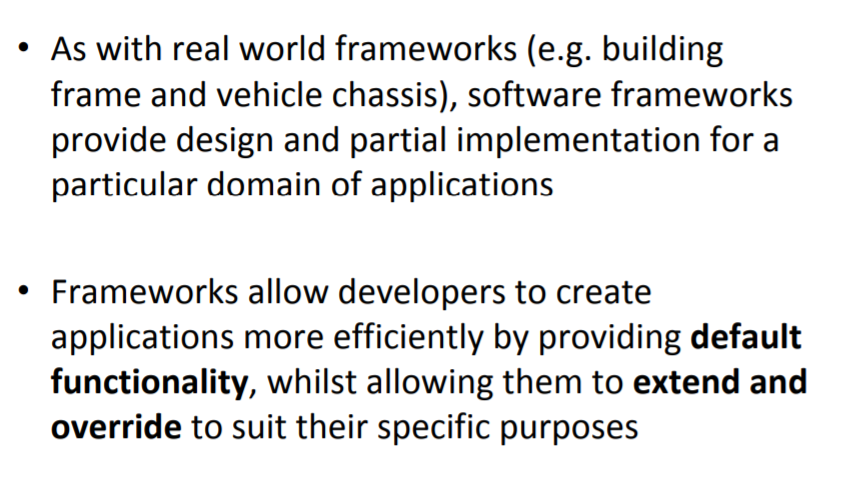 • As with real world frameworks (e.g. building
frame and vehicle chassis), software frameworks
provide design and partial implementation for a
particular domain of applications
• Frameworks allow developers to create
applications more efficiently by providing default
functionality, whilst allowing them to extend and
override to suit their specific purposes